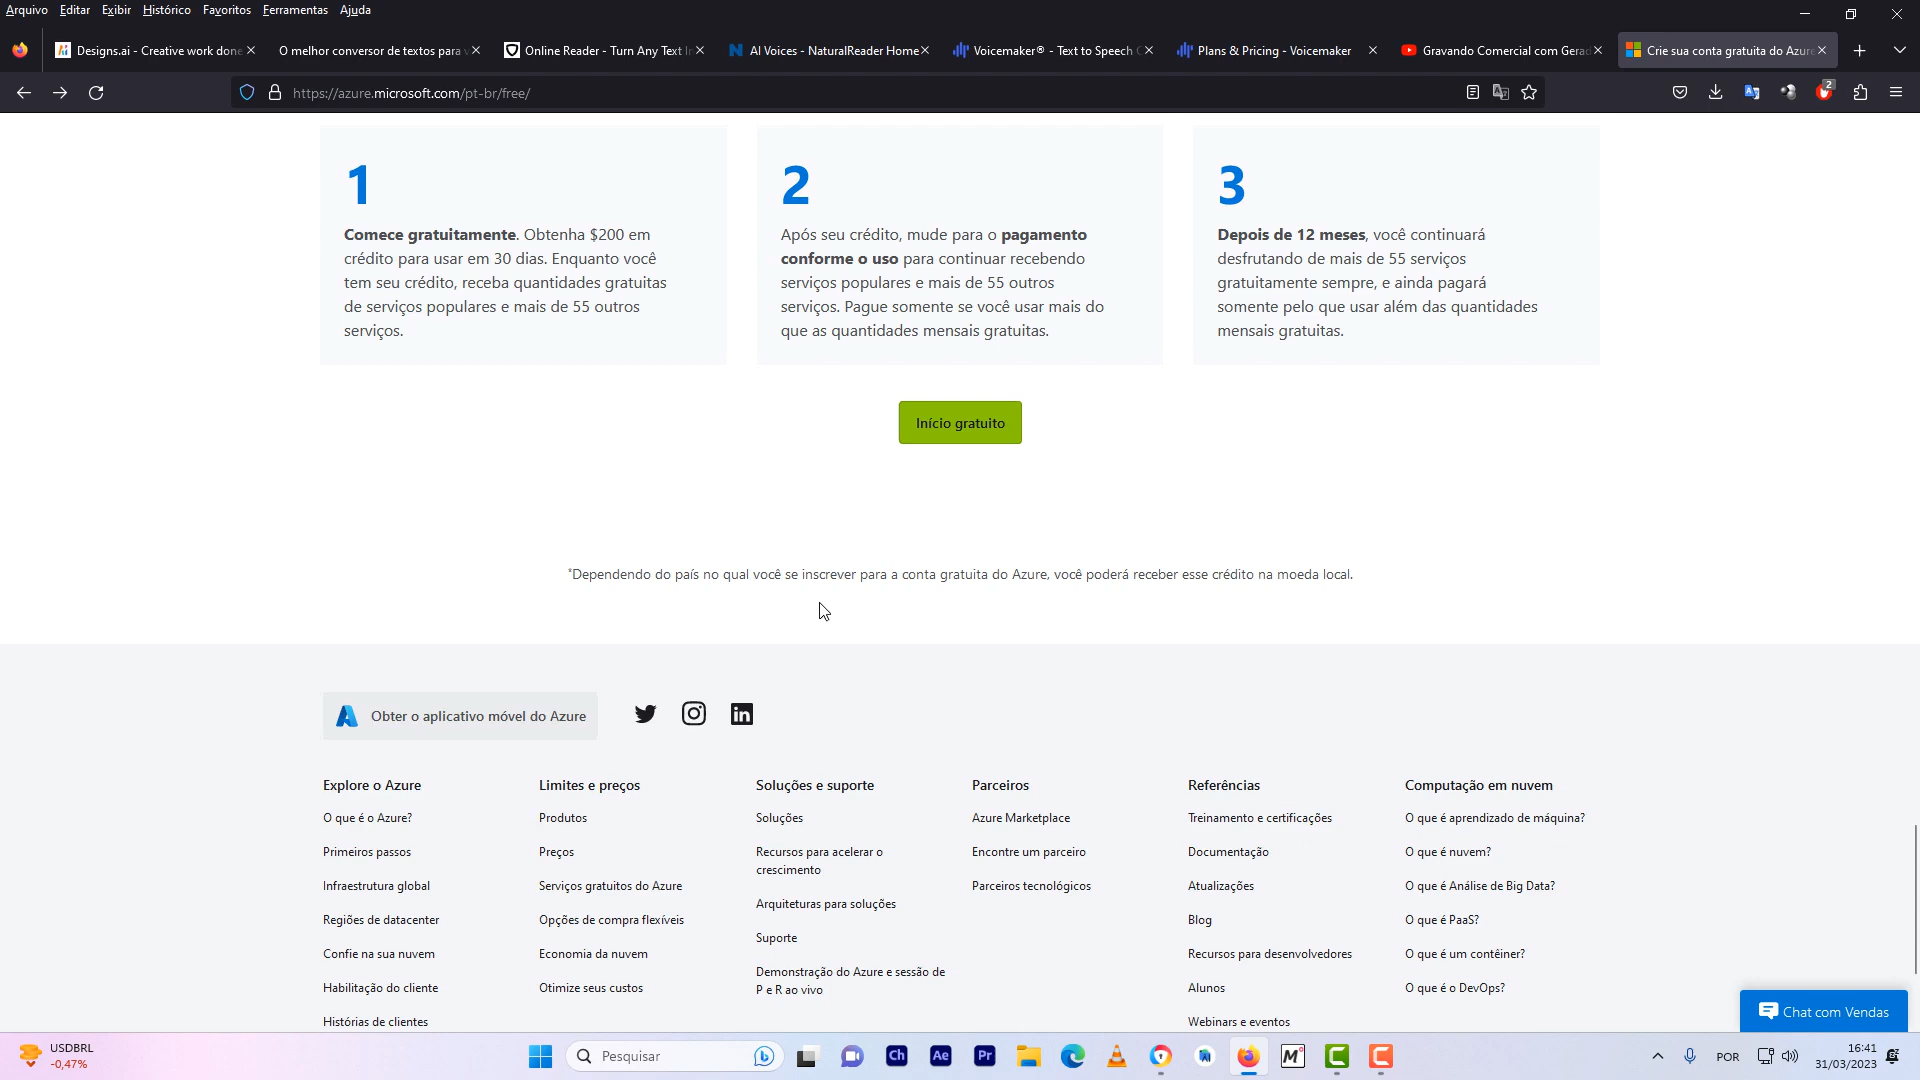 Arquivo Editar Exibir Histórico Favoritos Ferramentas Ajuda
Designs.ai - Creative work done
O melhor conversor de textos para v
Online Reader - Turn Any Text In
AI Voices - NaturalReader Home
Voicemaker® - Text to Speech C
Plans & Pricing - Voicemaker
Gravando Comercial com Gerad
Crie sua conta gratuita do Azure
https://azure.microsoft.com/pt-br/free/
2
1
Comece gratuitamente. Obtenha $200 em
crédito para usar em 30 dias. Enquanto você
tem seu crédito, receba quantidades gratuitas
de serviços populares e mais de 55 outros
serviços.
2
Após seu crédito, mude para o pagamento
conforme o uso para continuar recebendo
serviços populares e mais de 55 outros
serviços. Pague somente se você usar mais do
que as quantidades mensais gratuitas.
3
Depois de 12 meses, você continuará
desfrutando de mais de 55 serviços
gratuitamente sempre, e ainda pagará
somente pelo que usar além das quantidades
mensais gratuitas.
Início gratuito
*Dependendo do país no qual você se inscrever para a conta gratuita do Azure, você poderá receber esse crédito na moeda local.
Obter o aplicativo móvel do Azure
Explore o Azure
O que é o Azure?
Primeiros passos
Infraestrutura global
Regiões de datacenter
Confie na sua nuvem
Habilitação do cliente
Histórias de clientes
Limites e preços
Produtos
Preços
Serviços gratuitos do Azure
Opções de compra flexíveis
Economia da nuvem
Otimize seus custos
Soluções e suporte
Soluções
Recursos para acelerar o
crescimento
Arquiteturas para soluções
Suporte
Demonstração do Azure e sessão de
P e R ao vivo
Parceiros
Azure Marketplace
Encontre um parceiro
Parceiros tecnológicos
Referências
Treinamento e certificações
Documentação
Atualizações
Blog
Recursos para desenvolvedores
Alunos
Webinars e eventos
Computação em nuvem
O que é aprendizado de máquina?
O que é nuvem?
O que é Análise de Big Data?
O que é PaaS?
O que é um contêiner?
O que é o DevOps?
Chat com Vendas
USDBRL
-0,47%
Pesquisar
Ch
Ae
Pr
M
POR
16:41
31/03/2023